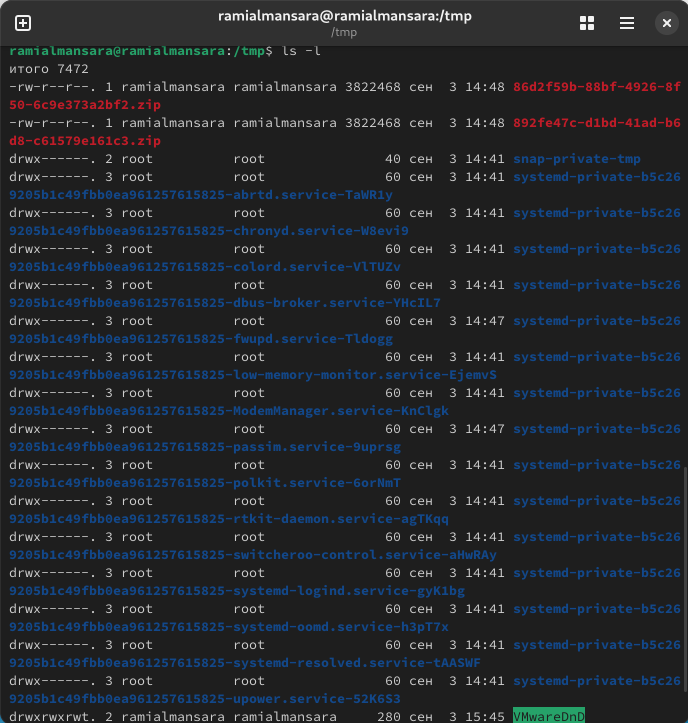 ramialmansara@ramialmansara:/tmp
/tmp
ramialmansara@ramialmansara:/tmp$ ls -l
итого 7472
-rw-r--r--. 1 ramialmansara ramialmansara 3822468 сен  3 14:48 86d2f59b-88bf-4926-8f
50-6c9e373a2bf2.zip
-rw-r--r--. 1 ramialmansara ramialmansara 3822468 сен  3 14:48 892fe47c-d1bd-41ad-b6
d8-c61579e161c3.zip
drwx------. 2 root          root               40 сен  3 14:41 snap-private-tmp
drwx------. 3 root          root               60 сен  3 14:41 systemd-private-b5c26
9205b1c49fbb0ea961257615825-abrtd.service-TaWR1y
drwx------. 3 root          root               60 сен  3 14:41 systemd-private-b5c26
9205b1c49fbb0ea961257615825-chronyd.service-W8evi9
drwx------. 3 root          root               60 сен  3 14:41 systemd-private-b5c26
9205b1c49fbb0ea961257615825-colord.service-VlTUZv
drwx------. 3 root          root               60 сен  3 14:41 systemd-private-b5c26
9205b1c49fbb0ea961257615825-dbus-broker.service-YHcIL7
drwx------. 3 root          root               60 сен  3 14:47 systemd-private-b5c26
9205b1c49fbb0ea961257615825-fwupd.service-Tldogg
drwx------. 3 root          root               60 сен  3 14:41 systemd-private-b5c26
9205b1c49fbb0ea961257615825-low-memory-monitor.service-EjemvS
drwx------. 3 root          root               60 сен  3 14:41 systemd-private-b5c26
9205b1c49fbb0ea961257615825-ModemManager.service-KnClgk
drwx------. 3 root          root               60 сен  3 14:47 systemd-private-b5c26
9205b1c49fbb0ea961257615825-passim.service-9uprsg
drwx------. 3 root          root               60 сен  3 14:41 systemd-private-b5c26
9205b1c49fbb0ea961257615825-polkit.service-6orNmT
drwx------. 3 root          root               60 сен  3 14:41 systemd-private-b5c26
9205b1c49fbb0ea961257615825-rtkit-daemon.service-agTKqq
drwx------. 3 root          root               60 сен  3 14:41 systemd-private-b5c26
9205b1c49fbb0ea961257615825-switcheroo-control.service-aHwRAy
drwx------. 3 root          root               60 сен  3 14:41 systemd-private-b5c26
9205b1c49fbb0ea961257615825-systemd-logind.service-gyK1bg
drwx------. 3 root          root               60 сен  3 14:41 systemd-private-b5c26
9205b1c49fbb0ea961257615825-systemd-oomd.service-h3pT7x
drwx------. 3 root          root               60 сен  3 14:41 systemd-private-b5c26
9205b1c49fbb0ea961257615825-systemd-resolved.service-tAASWF
drwx------. 3 root          root               60 сен  3 14:41 systemd-private-b5c26
9205b1c49fbb0ea961257615825-upower.service-52K6S3
drwxrwxrwt. 2 ramialmansara ramialmansara     280 сен  3 15:45 VMwareDnD